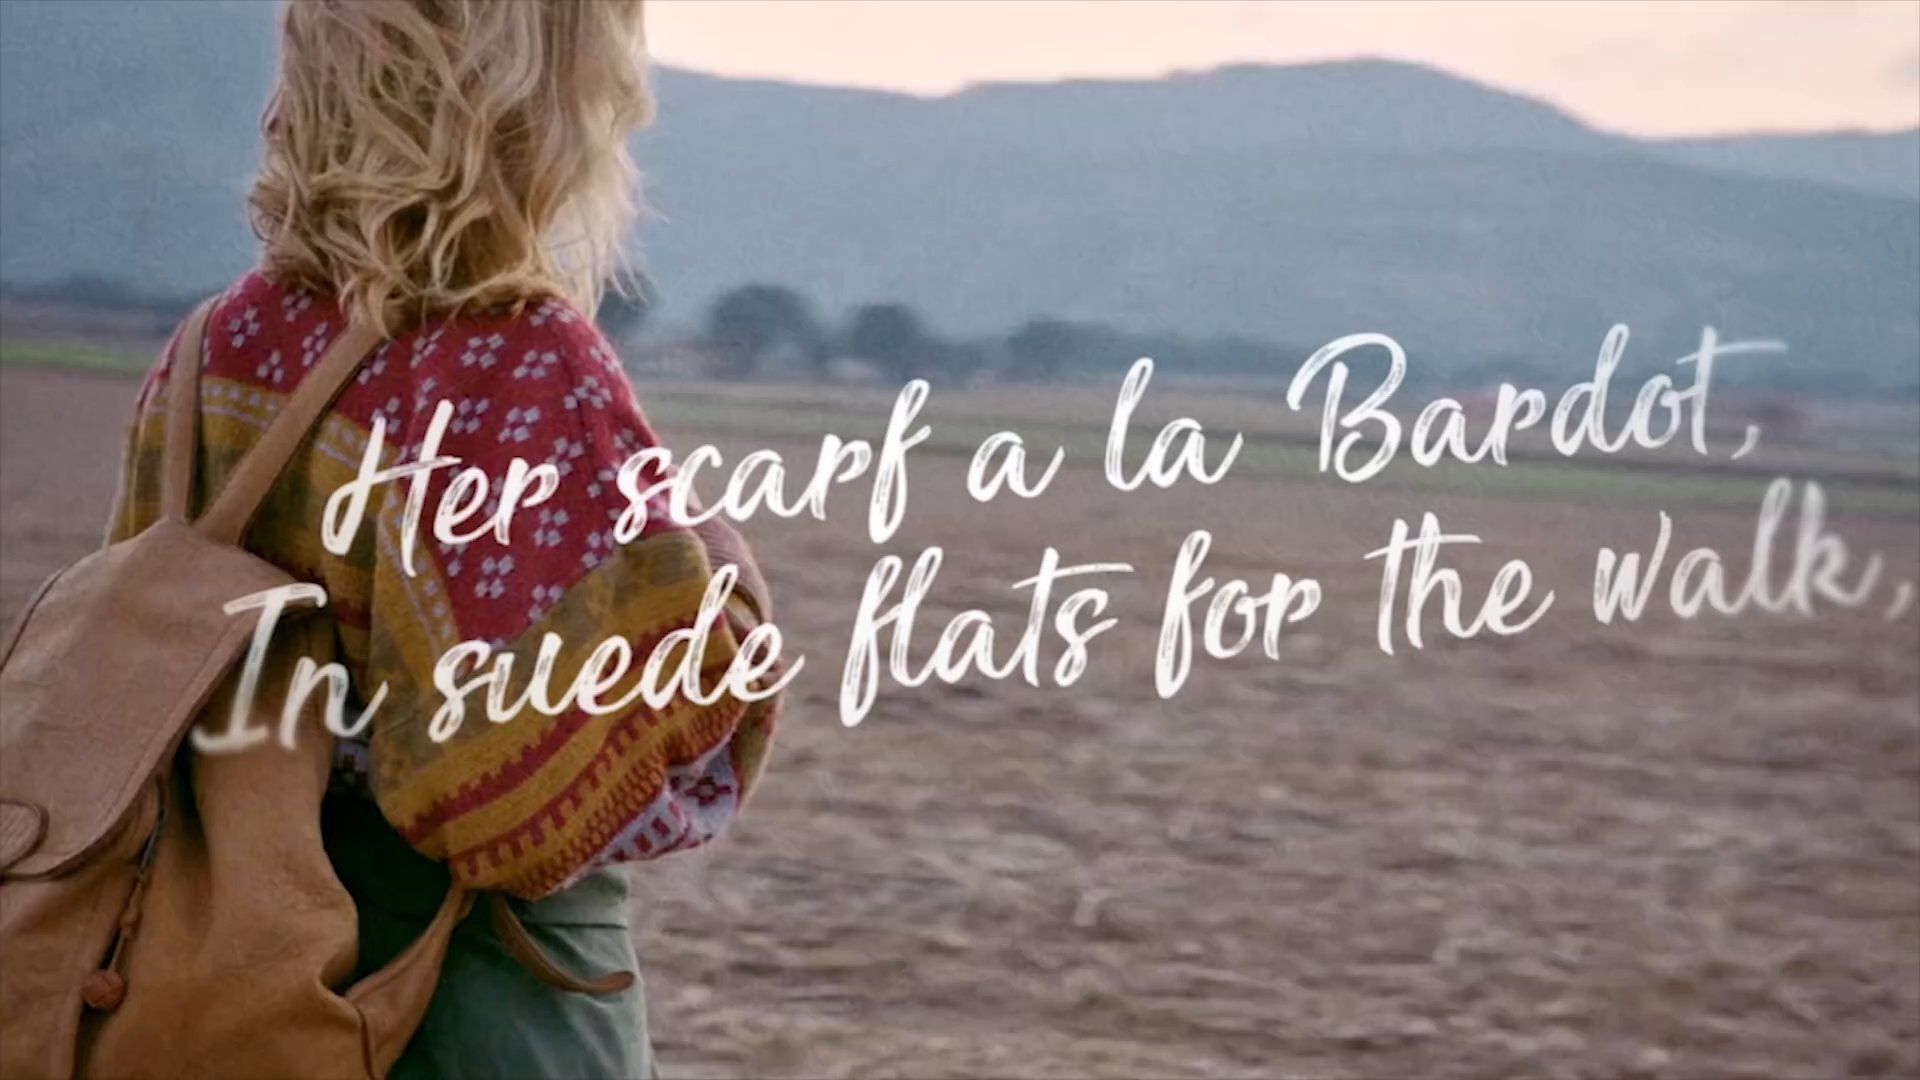 Her scarf a la Bardot,
In suede flats for the walk,